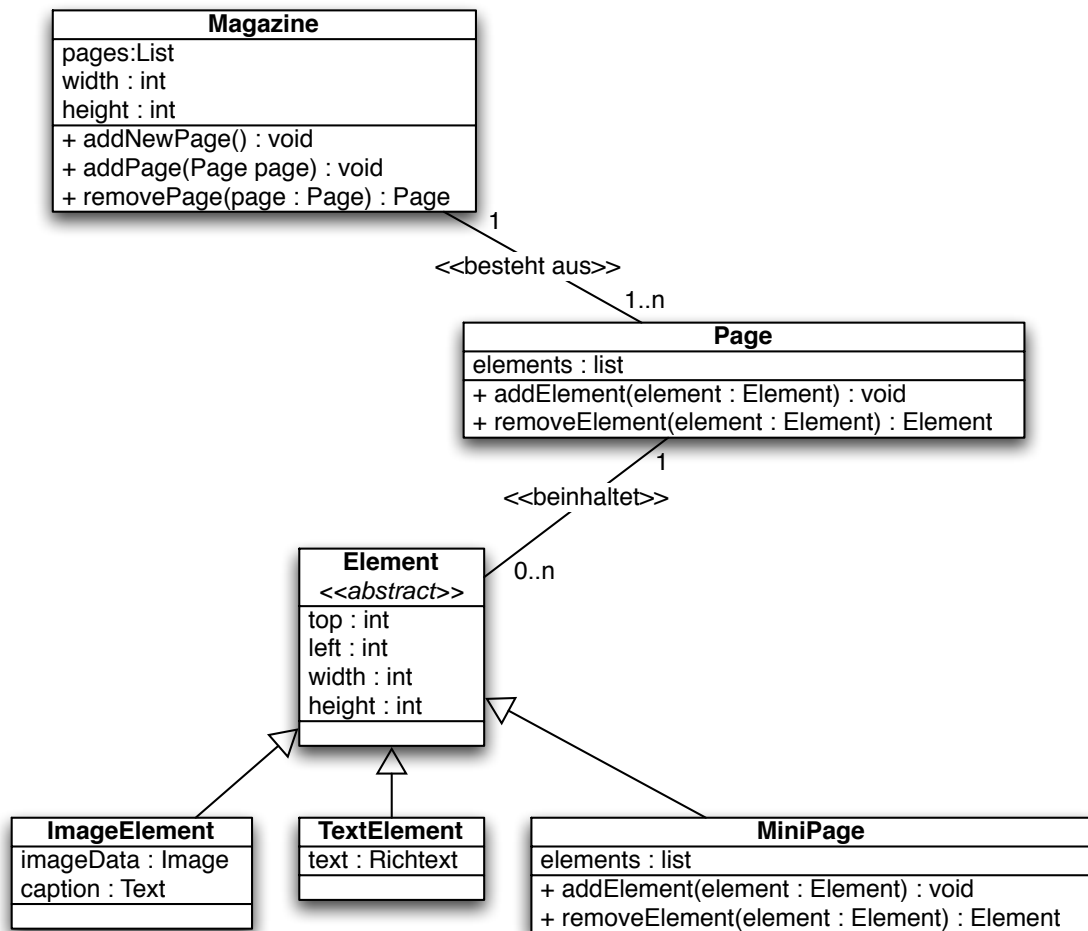 Magazine
pages:List
width : int
height : int
+ addNewPage() : void
+ addPage(Page page) : void
+ removePage(page : Page) : Page
1
<<besteht aus>>
1..n
Page
elements : list
+ addElement(element : Element) : void
+ removeElement(element : Element) : Element
1
<<beinhaltet>>
0..n
Element
<<abstract>>
top : int
left : int
width : int
height : int
ImageElement
imageData : Image
caption : Text
TextElement
text : Richtext
MiniPage
elements : list
+ addElement(element : Element) : void
+ removeElement(element : Element) : Element